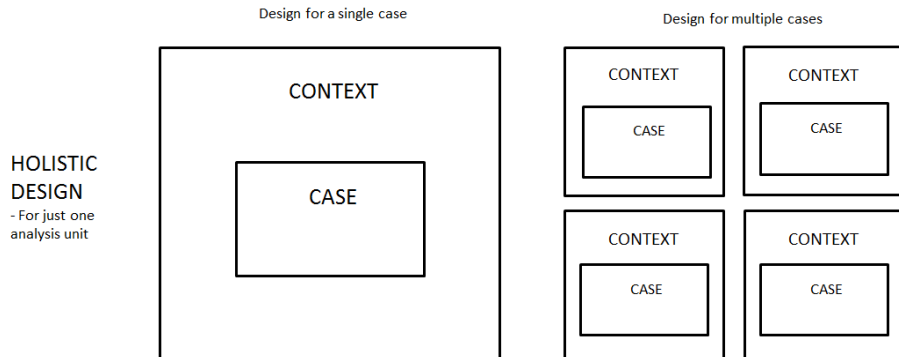 Design for a single case
Design for multiple cases
HOLISTIC
DESIGN
- For just one
analysis unit
CONTEXT
CASE
CONTEXT
CASE
CONTEXT
CASE
CONTEXT
CASE
CONTEXT
CASE